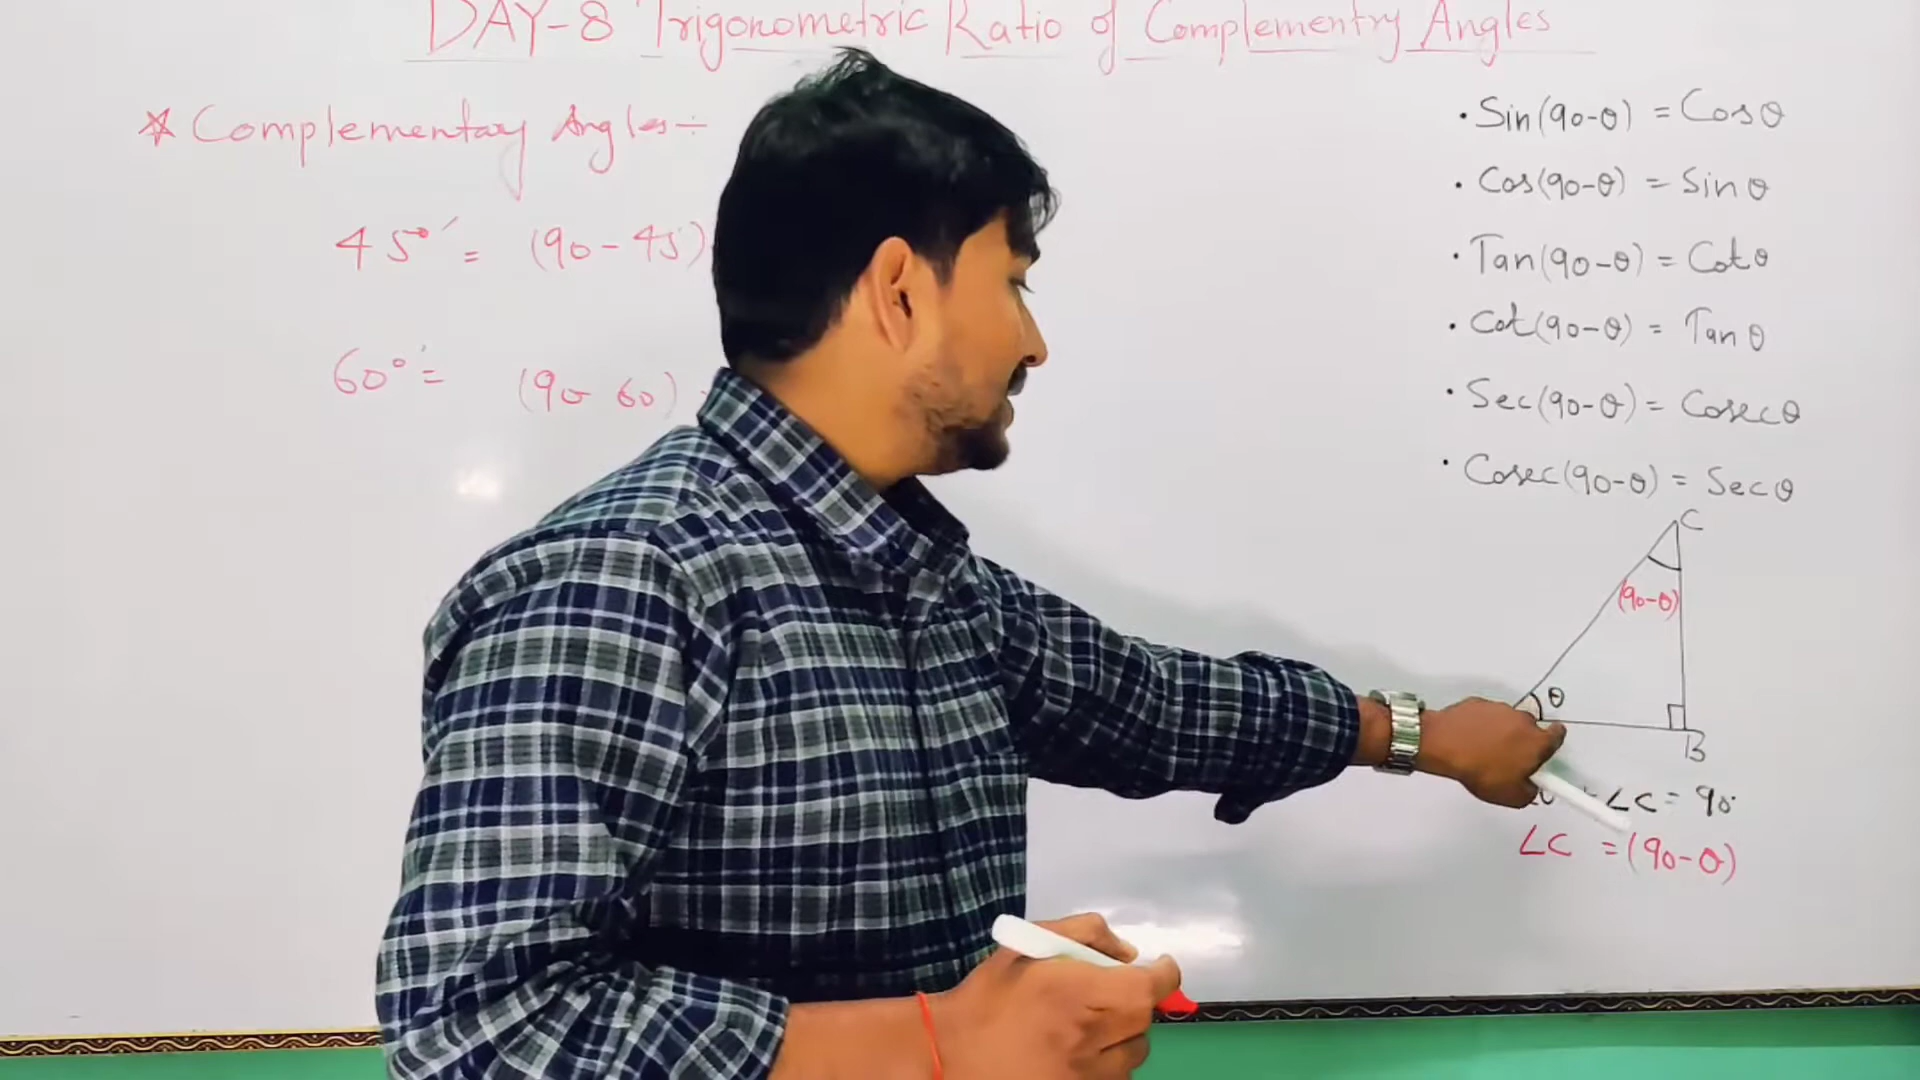 DAY-8 Trigonometric Ratio of Complementry Angles
* Complementary Angles÷
45° = (90-45)
60° = (90 60)
• Sin(90-θ) = Cosθ
• Cos(90-θ) = Sinθ
• Tan(90-θ) = Cotθ
• Cot(90-θ) = Tanθ
• Sec(90-θ) = Cosecθ
• Cosec(90-θ) = Secθ
C
(90-θ)
θ
B
∠C = 90°
∠C = (90-θ)